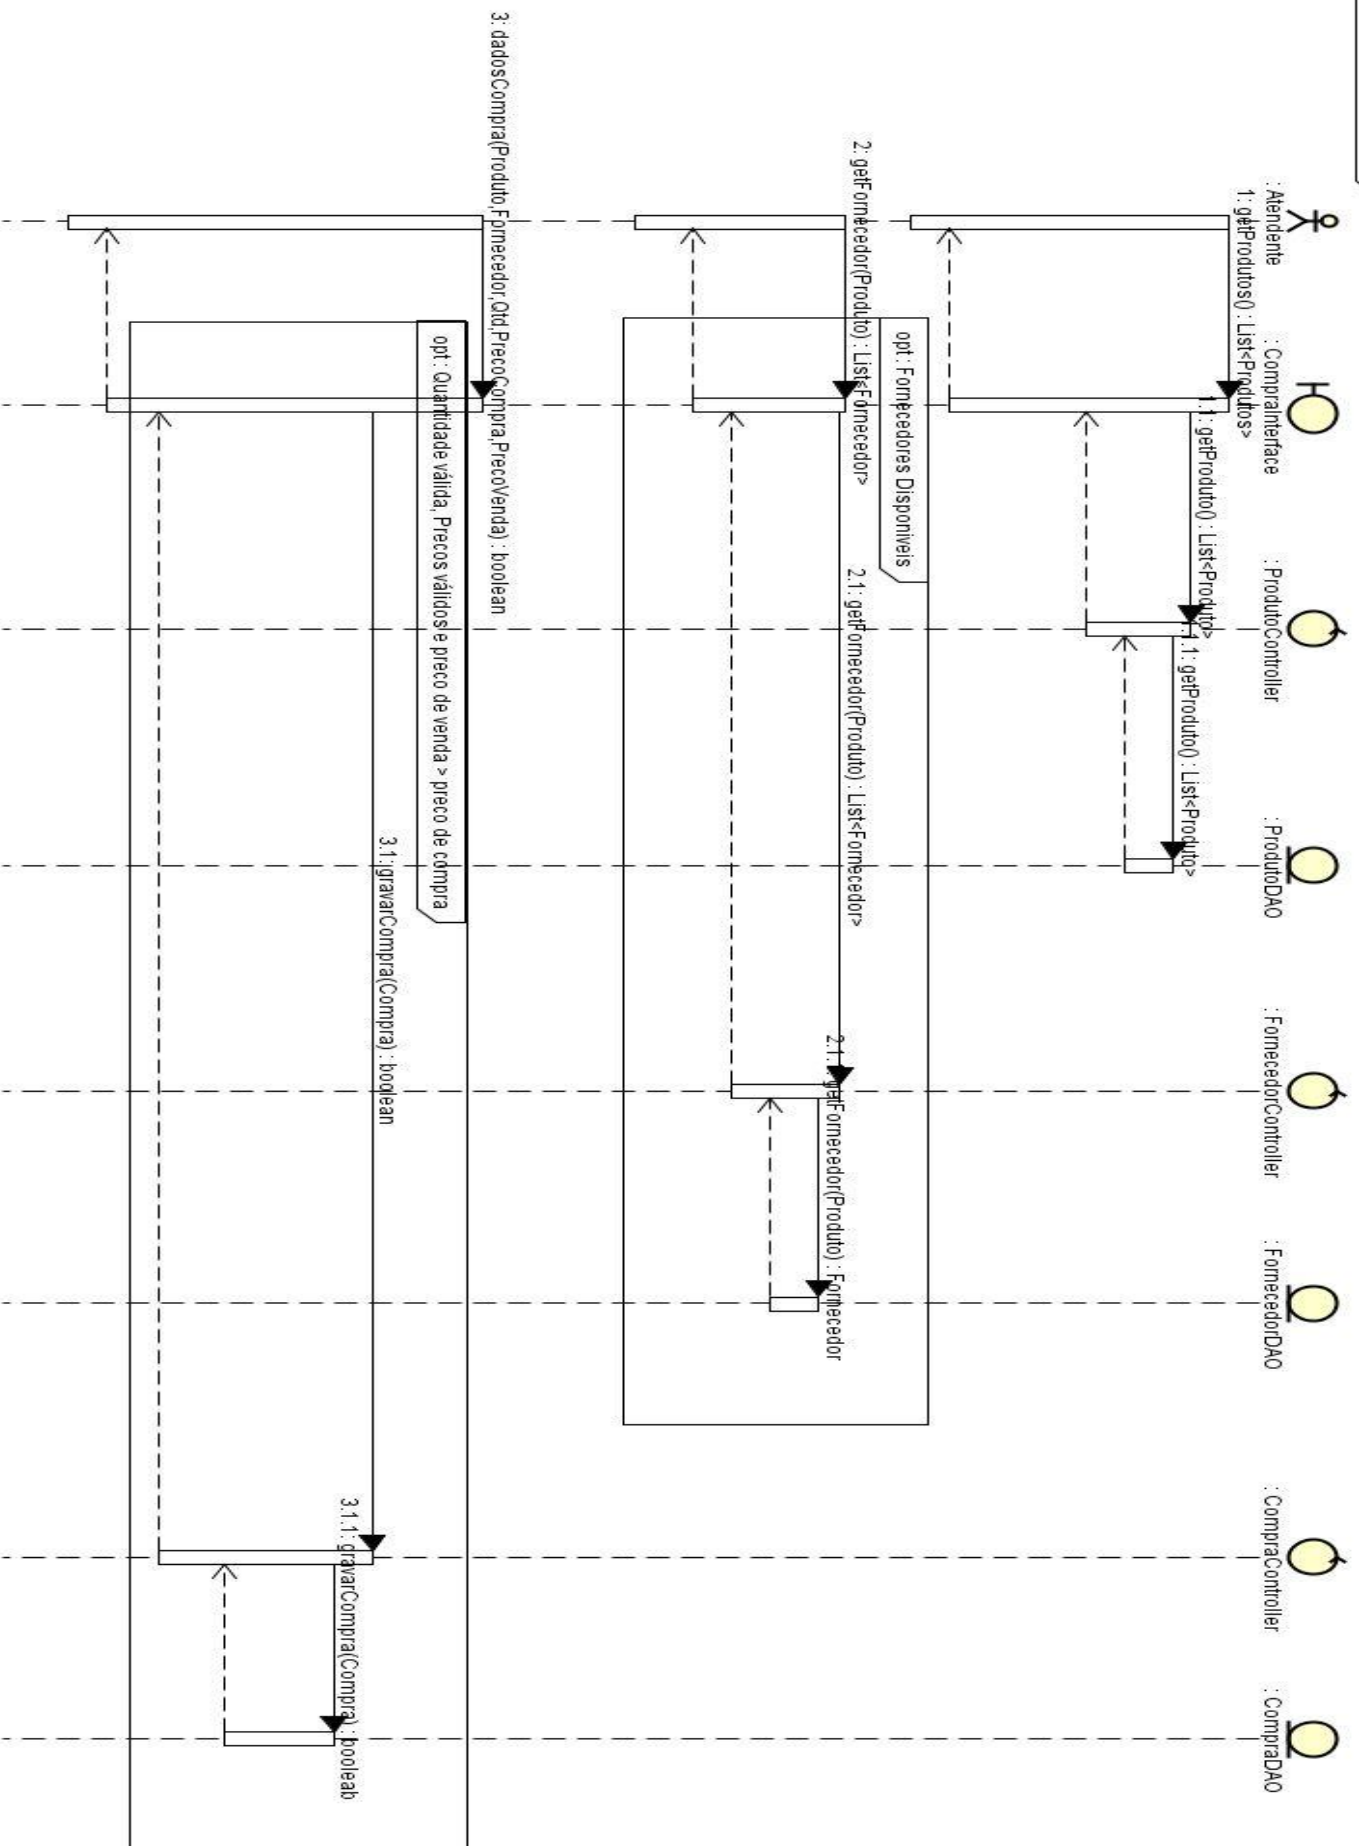 : Atendente
: CompraInterface
: ProdutoController
: ProdutoDAO
: FornecedorController
: FornecedorDAO
: CompraController
: CompraDAO
1: getProdutos() : List<Produtos>
1.1: getProduto() : List<Produto>
.1.1: getProduto() : List<Produto>
opt : Fornecedores Disponiveis
2: getFornecedor(Produto) : List<Fornecedor>
2.1: getFornecedor(Produto) : List<Fornecedor>
2.1. getFornecedor(Produto) : Fornecedor
3: dadosCompra(Produto,Fornecedor,Qtd,PrecoCompra,PrecoVenda) : boolean
opt : Quantidade válida, Precos válidos e preco de venda > preco de compra
3.1: gravarCompra(Compra) : boolean
3.1.1: gravarCompra(Compra) : booleab